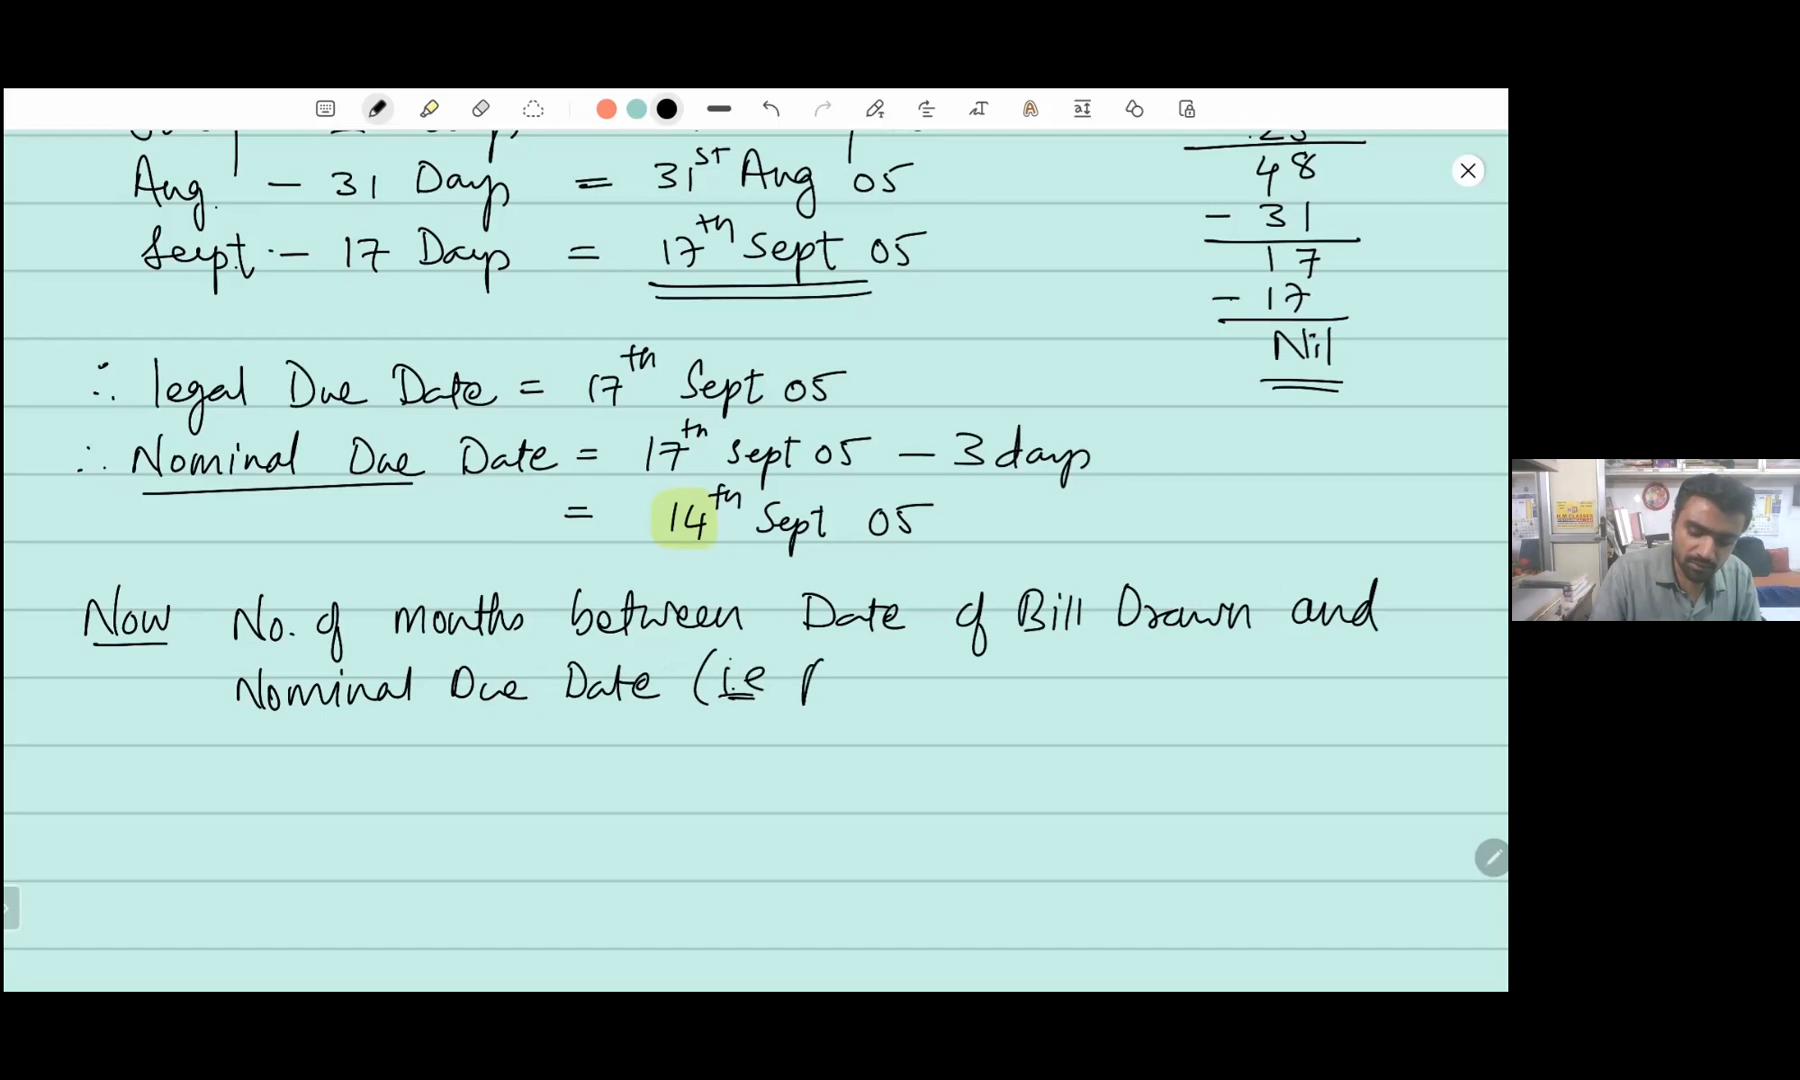 Aug. - 31 Days = 31ST Aug 05
Sept. - 17 Days = 17th Sept 05
48
- 31
17
- 17
Nil
∴ legal Due Date = 17th Sept 05
∴ Nominal Due Date = 17th Sept 05 - 3 days
= 14th Sept 05
Now No. of months between Date of Bill Drawn and
Nominal Due Date (i.e